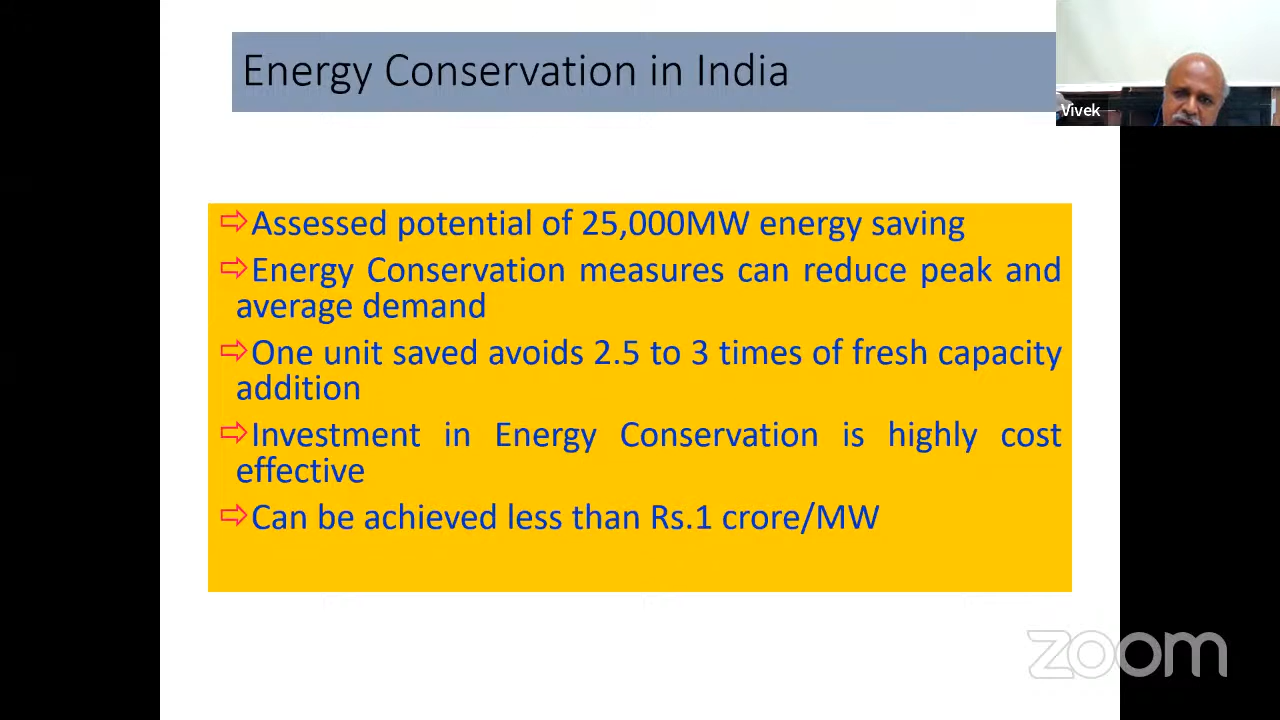 Energy Conservation in India
Vivek
⇨Assessed potential of 25,000MW energy saving
⇨Energy Conservation measures can reduce peak and
average demand
⇨One unit saved avoids 2.5 to 3 times of fresh capacity
addition
⇨Investment in Energy Conservation is highly cost
effective
⇨Can be achieved less than Rs.1 crore/MW
zoom